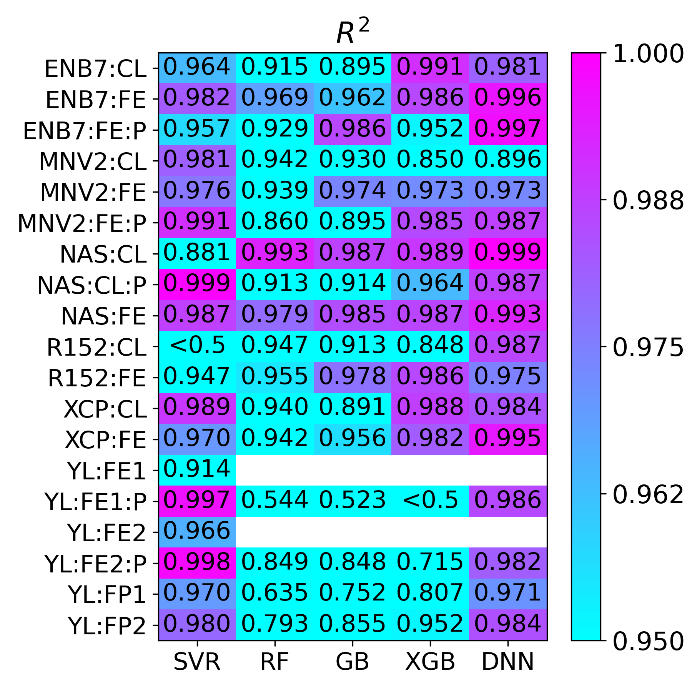 R²
ENB7:CL 0.964 0.915 0.895 0.991 0.981
ENB7:FE 0.982 0.969 0.962 0.986 0.996
ENB7:FE:P 0.957 0.929 0.986 0.952 0.997
MNV2:CL 0.981 0.942 0.930 0.850 0.896
MNV2:FE 0.976 0.939 0.974 0.973 0.973
MNV2:FE:P 0.991 0.860 0.895 0.985 0.987
NAS:CL 0.881 0.993 0.987 0.989 0.999
NAS:CL:P 0.999 0.913 0.914 0.964 0.987
NAS:FE 0.987 0.979 0.985 0.987 0.993
R152:CL <0.5 0.947 0.913 0.848 0.987
R152:FE 0.947 0.955 0.978 0.986 0.975
XCP:CL 0.989 0.940 0.891 0.988 0.984
XCP:FE 0.970 0.942 0.956 0.982 0.995
YL:FE1 0.914
YL:FE1:P 0.997 0.544 0.523 <0.5 0.986
YL:FE2 0.966
YL:FE2:P 0.998 0.849 0.848 0.715 0.982
YL:FP1 0.970 0.635 0.752 0.807 0.971
YL:FP2 0.980 0.793 0.855 0.952 0.984
SVR RF GB XGB DNN
1.000
0.988
0.975
0.962
0.950